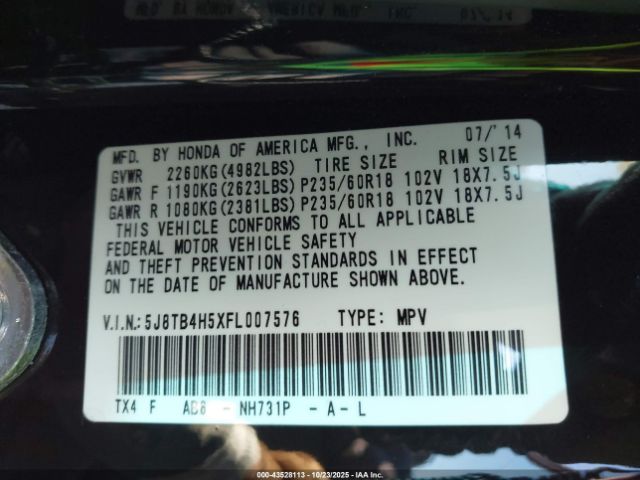 MFD. BY HONDA OF AMERICA MFG., INC. 07/'14
GVWR 2260KG(4982LBS) TIRE SIZE RIM SIZE
GAWR F 1190KG(2623LBS) P235/60R18 102V 18X7.5J
GAWR R 1080KG(2381LBS) P235/60R18 102V 18X7.5J
THIS VEHICLE CONFORMS TO ALL APPLICABLE
FEDERAL MOTOR VEHICLE SAFETY
AND THEFT PREVENTION STANDARDS IN EFFECT
ON THE DATE OF MANUFACTURE SHOWN ABOVE.
V.I.N.: 5J8TB4H5XFL007576 TYPE: MPV
TX4 F AD8 - NH731P - A - L
000-43528113 - 10/23/2025 - IAA Inc.